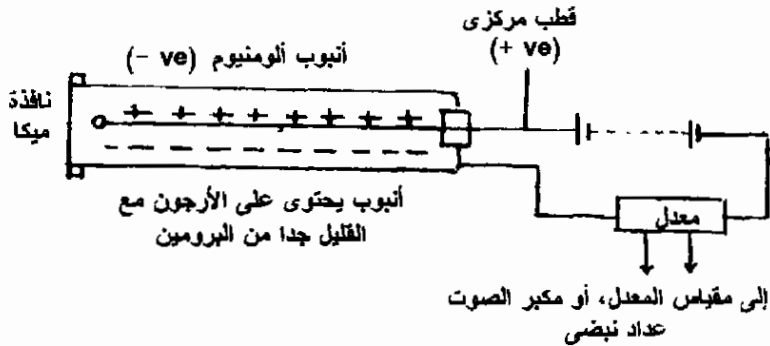 قطب مركزى
(+ ve)
أنبوب ألومنيوم (- ve)
نافذة
ميكا
أنبوب يحتوى على الأرجون مع
القليل جدا من البرومين
معدل
إلى مقياس المعدل، أو مكبر الصوت
عداد نبضى